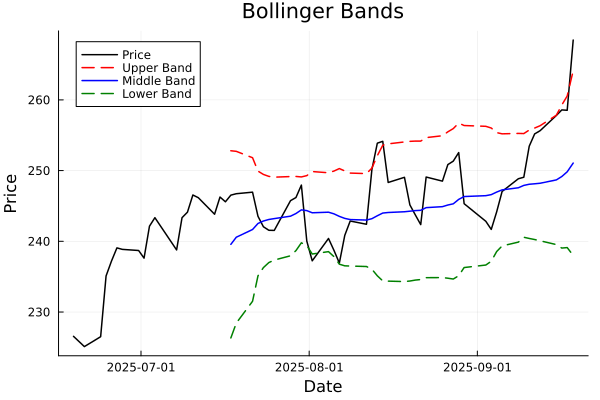 Bollinger Bands
Price
Upper Band
Middle Band
Lower Band
Price
260
250
240
230
2025-07-01
2025-08-01
2025-09-01
Date